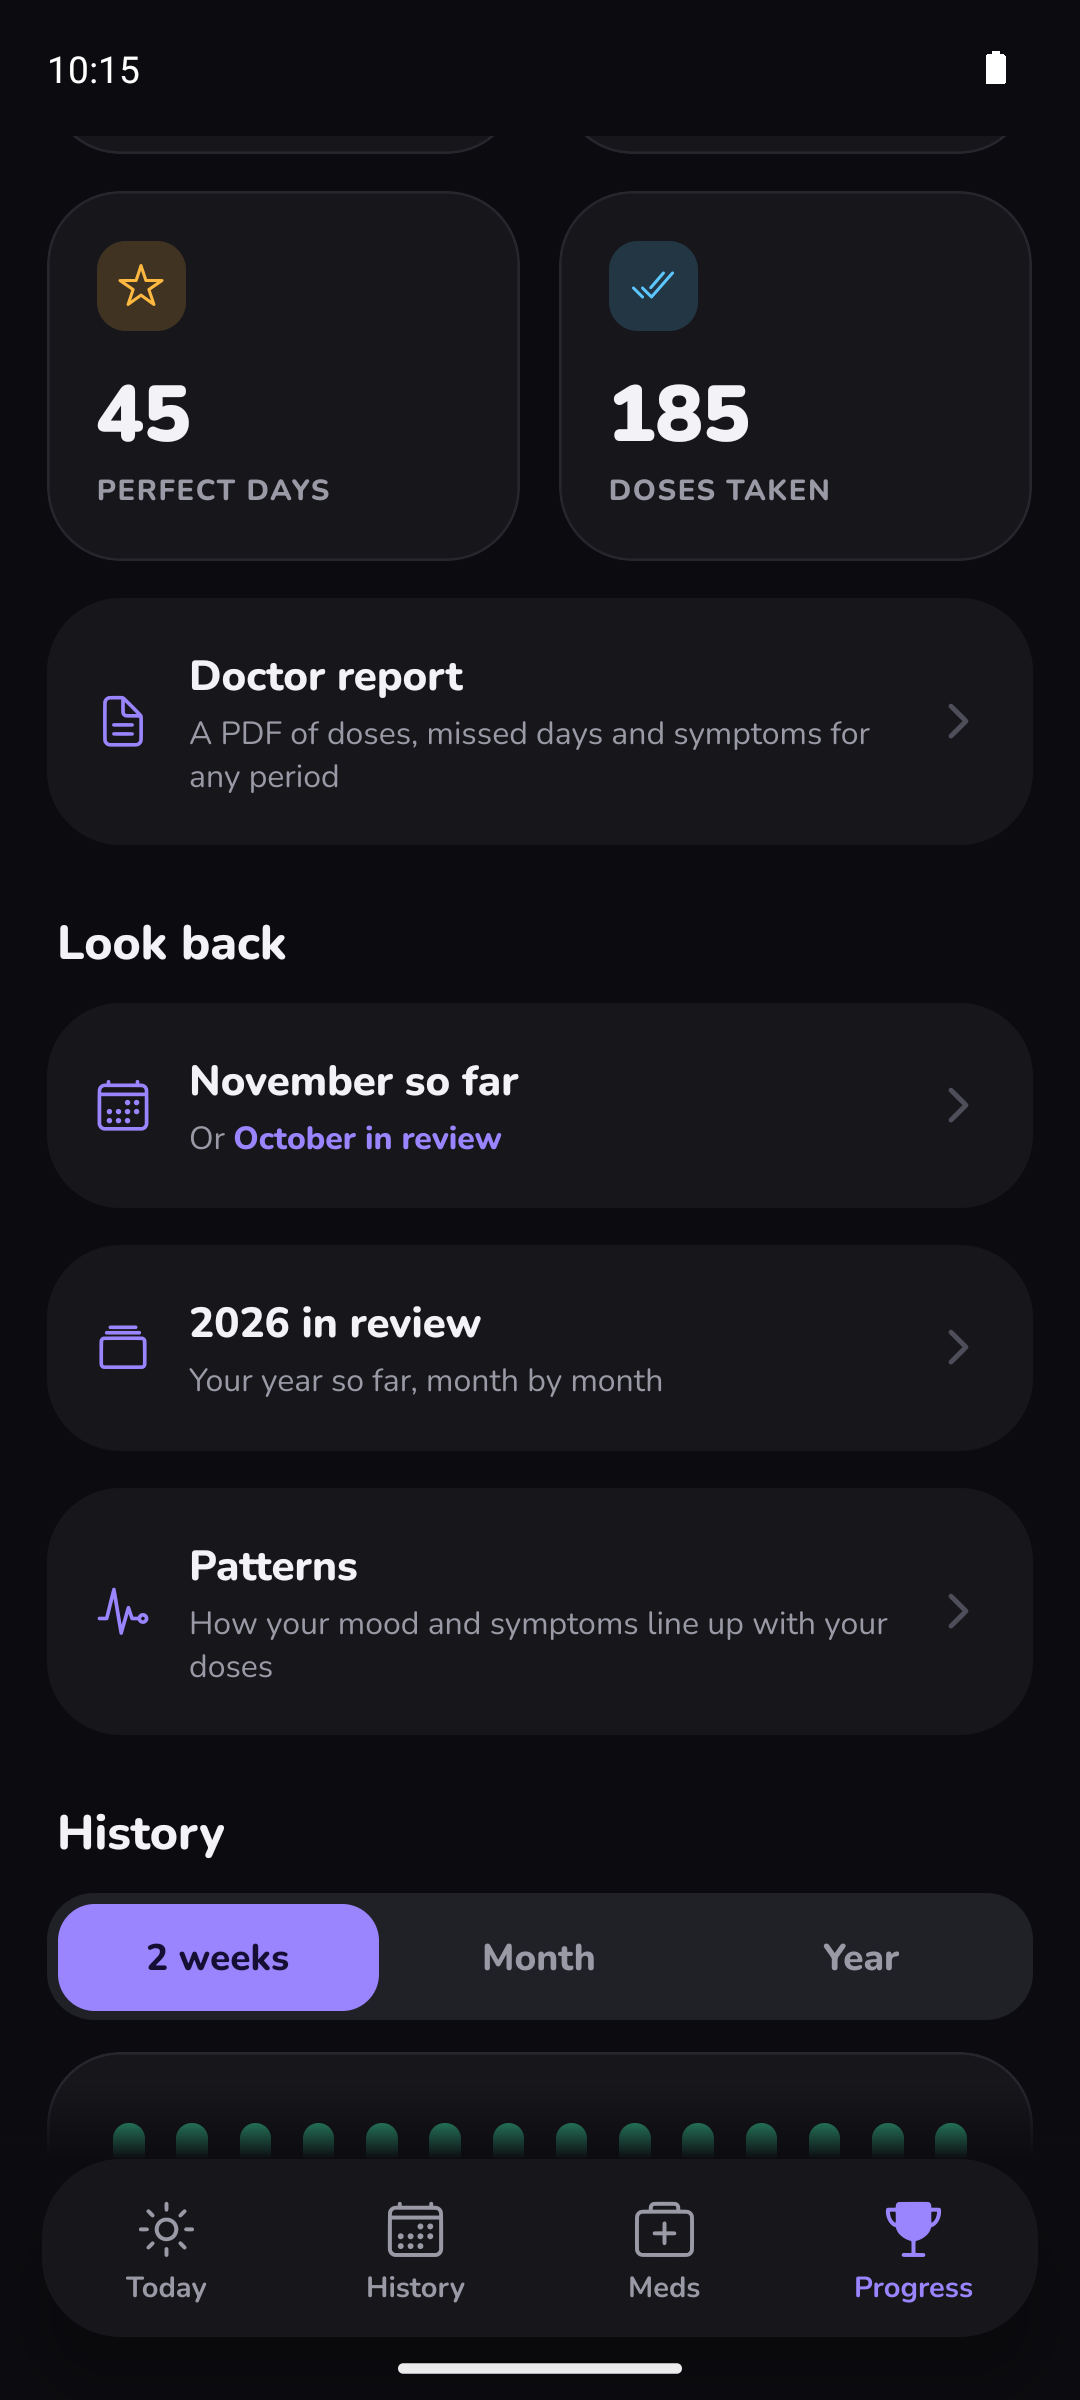 10:15
45
PERFECT DAYS
185
DOSES TAKEN
Doctor report
A PDF of doses, missed days and symptoms for
any period
Look back
November so far
Or October in review
2026 in review
Your year so far, month by month
Patterns
How your mood and symptoms line up with your
doses
History
2 weeks
Month
Year
Today
History
Meds
Progress